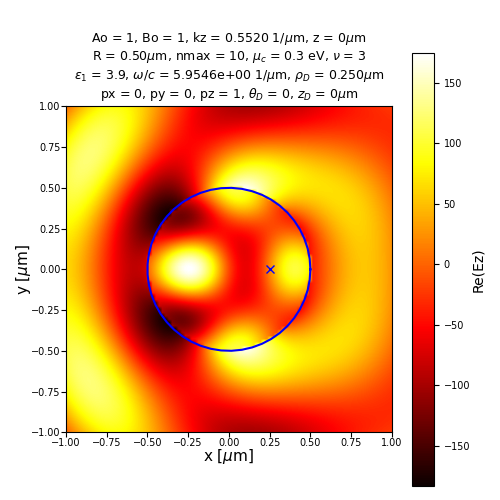 Ao = 1, Bo = 1, kz = 0.5520 1/μm, z = 0μm
R = 0.50μm, nmax = 10, μ_c = 0.3 eV, ν = 3
ε₁ = 3.9, ω/c = 5.9546e+00 1/μm, ρ_D = 0.250μm
px = 0, py = 0, pz = 1, θ_D = 0, z_D = 0μm
1.00
0.75
0.50
0.25
0.00
−0.25
−0.50
−0.75
−1.00
y [μm]
−1.00 −0.75 −0.50 −0.25 0.00 0.25 0.50 0.75 1.00
x [μm]
150
100
50
0
−50
−100
−150
Re(Ez)